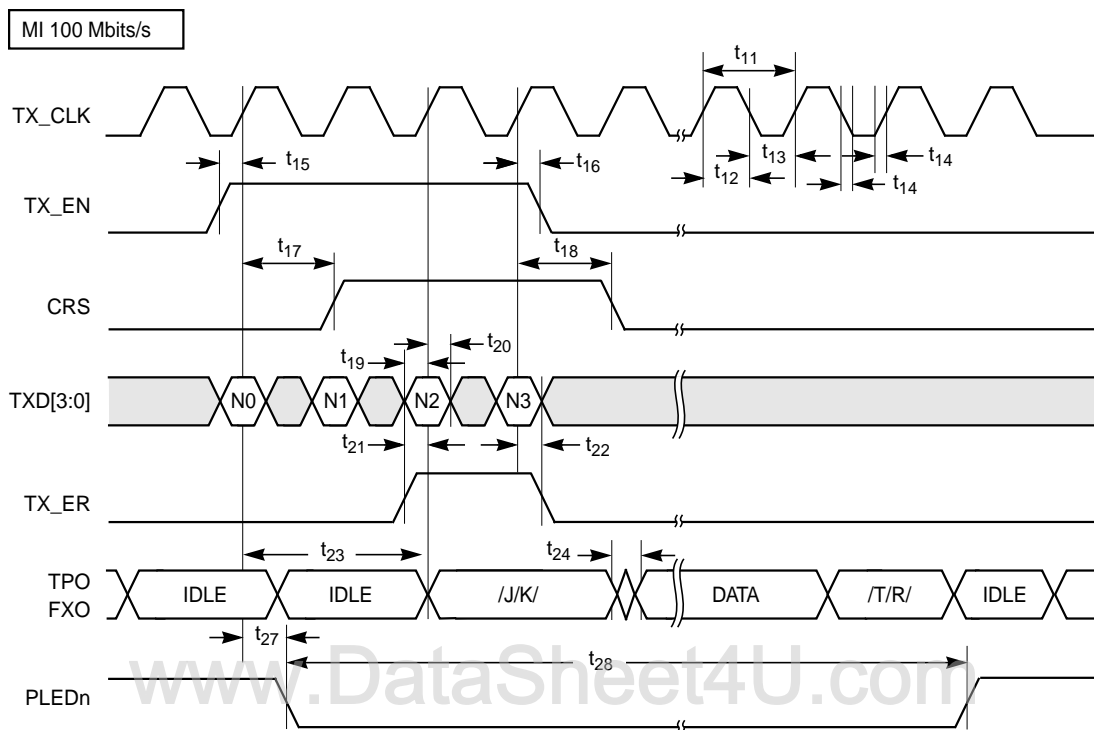 MI 100 Mbits/s
t11
TX_CLK
t15
t16
t13
t12
t14
t14
TX_EN
t17
t18
CRS
t19
t20
TXD[3:0]
N0
N1
N2
N3
t21
t22
TX_ER
t23
t24
TPO
FXO
IDLE
IDLE
/J/K/
DATA
/T/R/
IDLE
t27
t28
www.DataSheet4U.com
PLEDn